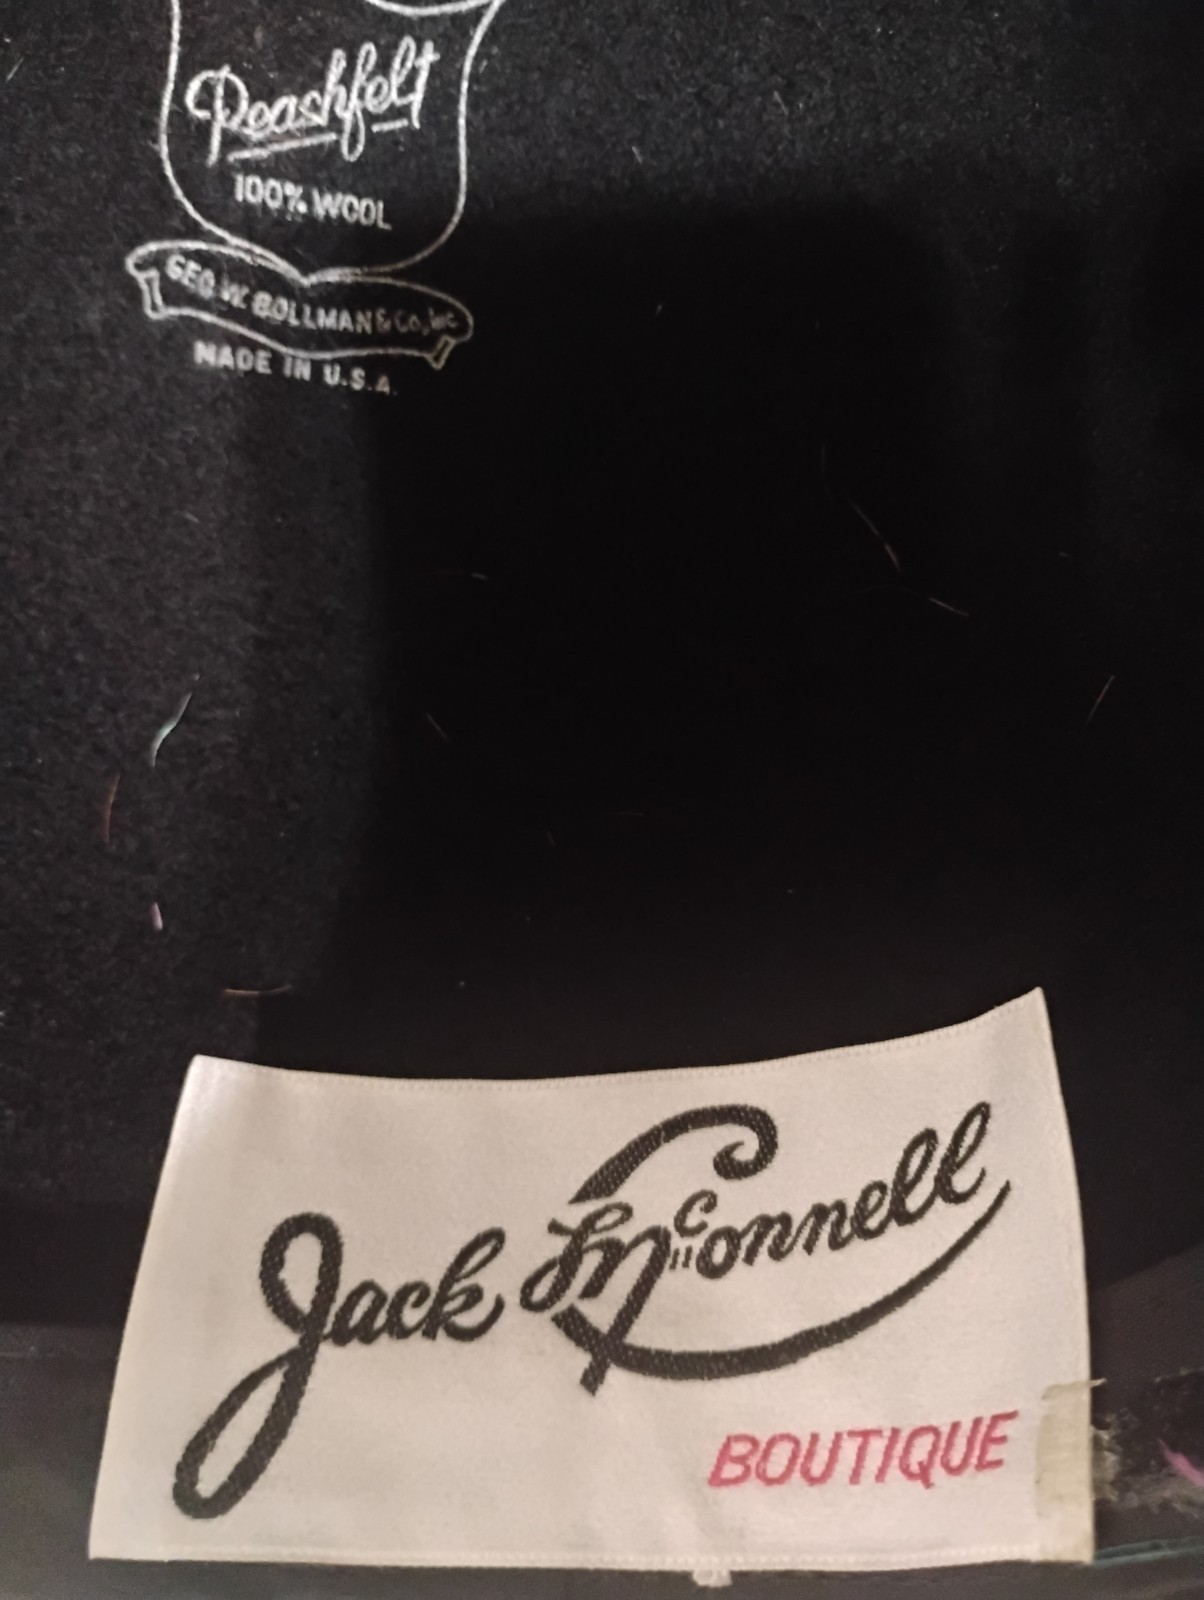 Peachfelt
100% WOOL
GEO. W. BOLLMAN & Co., Inc
MADE IN U.S.A.
Jack McConnell
BOUTIQUE